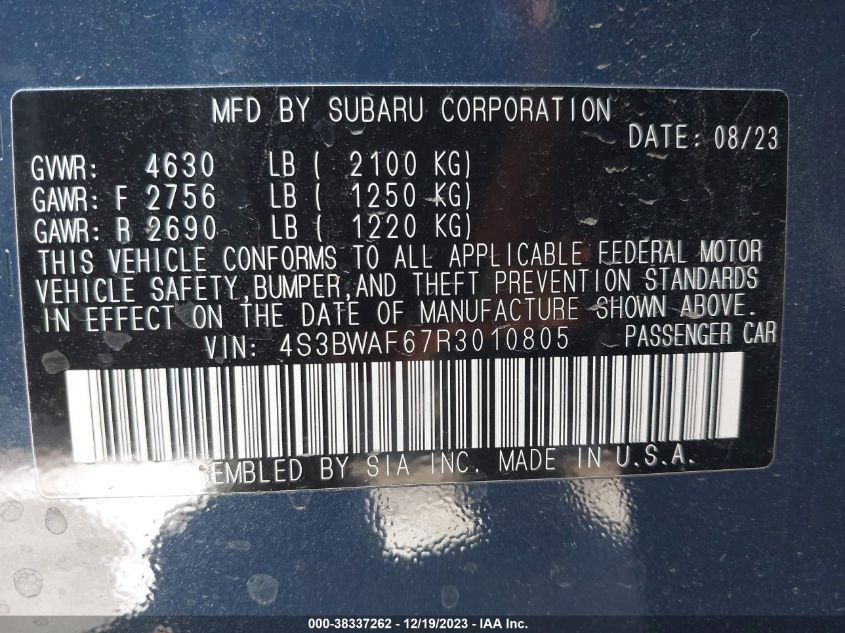 MFD BY SUBARU CORPORATION
DATE: 08/23
GVWR: 4630 LB ( 2100 KG)
GAWR: F 2756 LB ( 1250 KG)
GAWR: R 2690 LB ( 1220 KG)
THIS VEHICLE CONFORMS TO ALL APPLICABLE FEDERAL MOTOR
VEHICLE SAFETY, BUMPER, AND THEFT PREVENTION STANDARDS
IN EFFECT ON THE DATE OF MANUFACTURE SHOWN ABOVE.
VIN: 4S3BWAF67R3010805 PASSENGER CAR
SEMBLED BY SIA INC. MADE IN U.S.A.
000-38337262 - 12/19/2023 - IAA Inc.